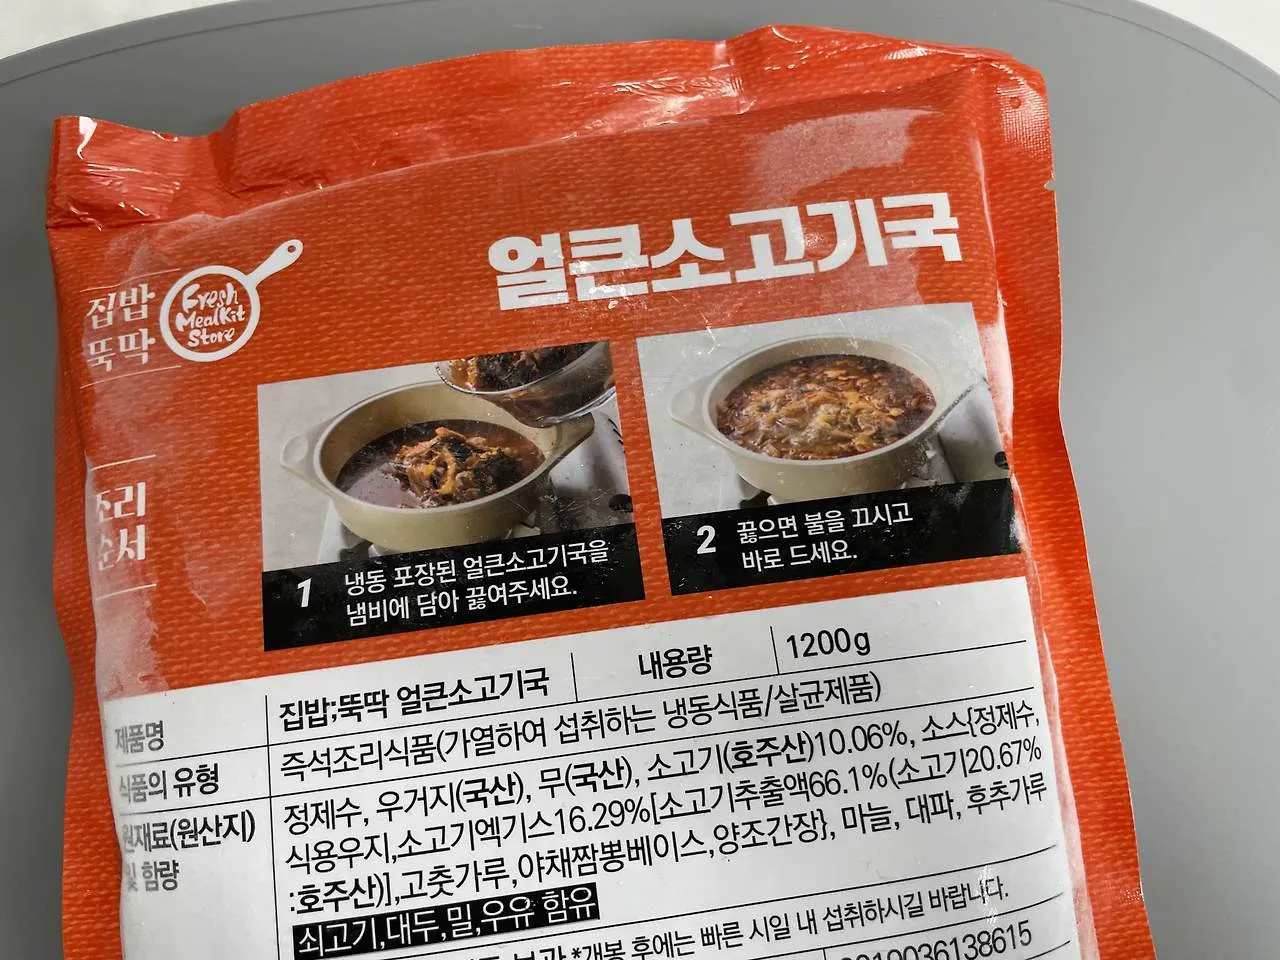 얼큰소고기국
집밥
뚝딱
Fresh
MealKit
Store
조리
순서
1 냉동 포장된 얼큰소고기국을
냄비에 담아 끓여주세요.
2 끓으면 불을 끄시고
바로 드세요.
제품명 집밥;뚝딱 얼큰소고기국 내용량 1200g
식품의 유형 즉석조리식품(가열하여 섭취하는 냉동식품/살균제품)
원재료(원산지) 정제수, 우거지(국산), 무(국산), 소고기(호주산)10.06%, 소스{정제수,
및 함량 식용우지,소고기엑기스16.29%[소고기추출액66.1%(소고기20.67%
:호주산)],고춧가루,야채짬뽕베이스,양조간장}, 마늘, 대파, 후추가루
쇠고기,대두,밀,우유 함유
*개봉 후에는 빠른 시일 내 섭취하시길 바랍니다.